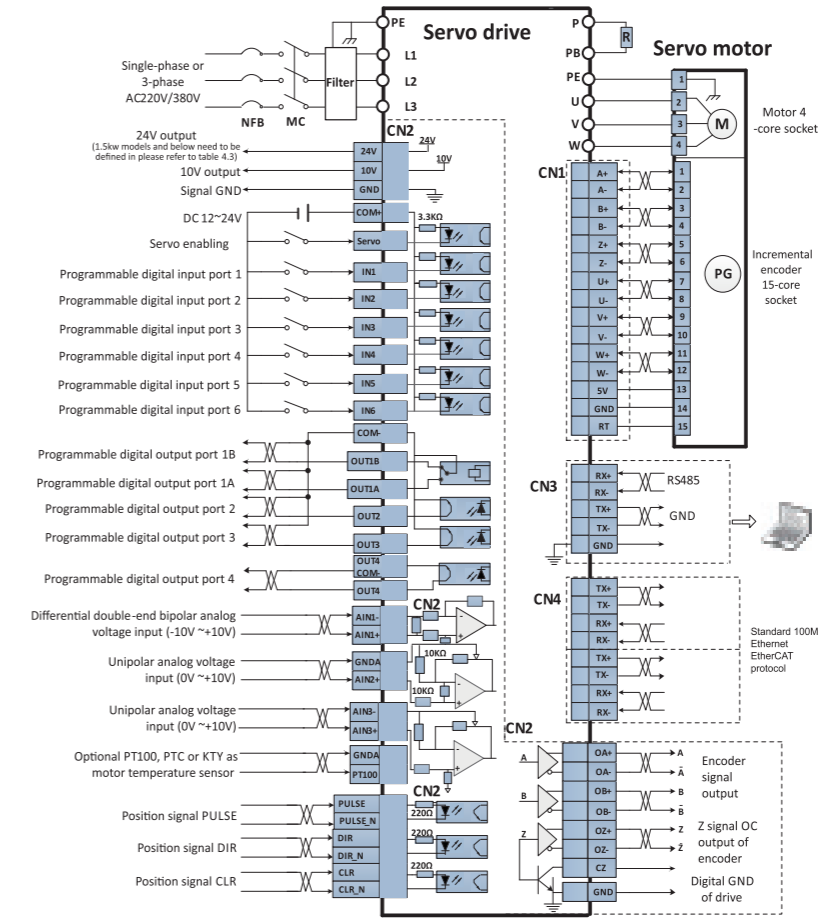 PE
Servo drive
P
R
PB
Servo motor
L1
Single-phase or
3-phase
AC220V/380V
Filter
L2
L3
NFB
MC
PE
U
V
W
1
2
3
4
M
Motor 4
-core socket
CN2
24V output
(1.5kw models and below need to be
defined in please refer to table 4.3)
24V
24V
10V output
10V
10V
Signal GND
GND
DC 12~24V
COM+
3.3KΩ
Servo enabling
Servo
Programmable digital input port 1
IN1
Programmable digital input port 2
IN2
Programmable digital input port 3
IN3
Programmable digital input port 4
IN4
Programmable digital input port 5
IN5
Programmable digital input port 6
IN6
CN1
A+
1
A-
2
B+
3
B-
4
Z+
5
Z-
6
U+
7
U-
8
V+
9
V-
10
W+
11
W-
12
5V
13
GND
14
RT
15
PG
Incremental
encoder
15-core
socket
COM-
Programmable digital output port 1B
OUT1B
Programmable digital output port 1A
OUT1A
Programmable digital output port 2
OUT2
Programmable digital output port 3
OUT3
OUT4
COM-
Programmable digital output port 4
OUT4
CN3
RX+
RS485
RX-
TX+
GND
TX-
GND
CN4
TX+
TX-
RX+
RX-
TX+
TX-
RX+
RX-
Standard 100M
Ethernet
EtherCAT
protocol
CN2
Differential double-end bipolar analog
voltage input (-10V ~+10V)
AIN1-
AIN1+
Unipolar analog voltage
input (0V ~+10V)
GNDA
AIN2+
10KΩ
10KΩ
Unipolar analog voltage
input (0V ~+10V)
AIN3-
AIN3+
Optional PT100, PTC or KTY as
motor temperature sensor
GNDA
PT100
CN2
Position signal PULSE
PULSE
PULSE_N
220Ω
Position signal DIR
DIR
DIR_N
220Ω
Position signal CLR
CLR
CLR_N
220Ω
CN2
A
OA+
A
OA-
Ā
B
OB+
B
OB-
B̄
Z
OZ+
Z
OZ-
Z̄
CZ
GND
Encoder
signal
output
Z signal OC
output of
encoder
Digital GND
of drive